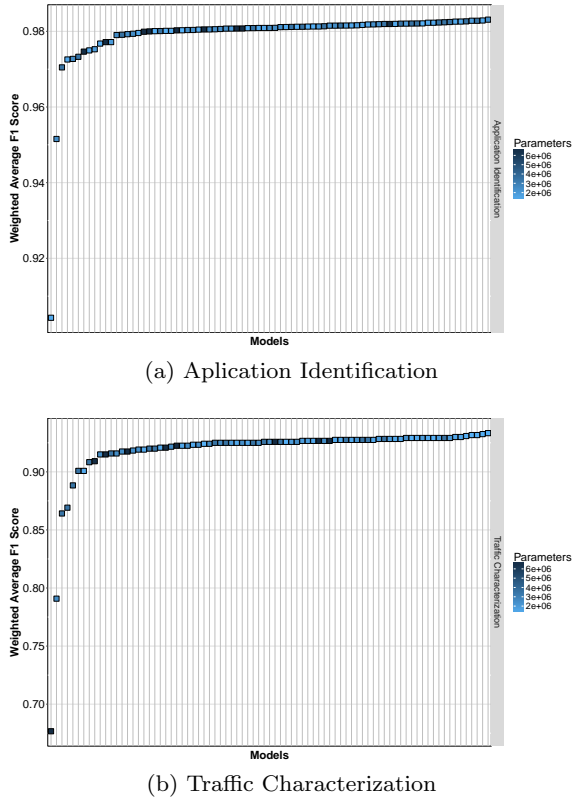 0.98
0.96
0.94
0.92
Weighted Average F1 Score
Models
Application Identification
Parameters
6e+06
5e+06
4e+06
3e+06
2e+06
(a) Aplication Identification
0.90
0.85
0.80
0.75
0.70
Weighted Average F1 Score
Models
Traffic Characterization
Parameters
6e+06
5e+06
4e+06
3e+06
2e+06
(b) Traffic Characterization